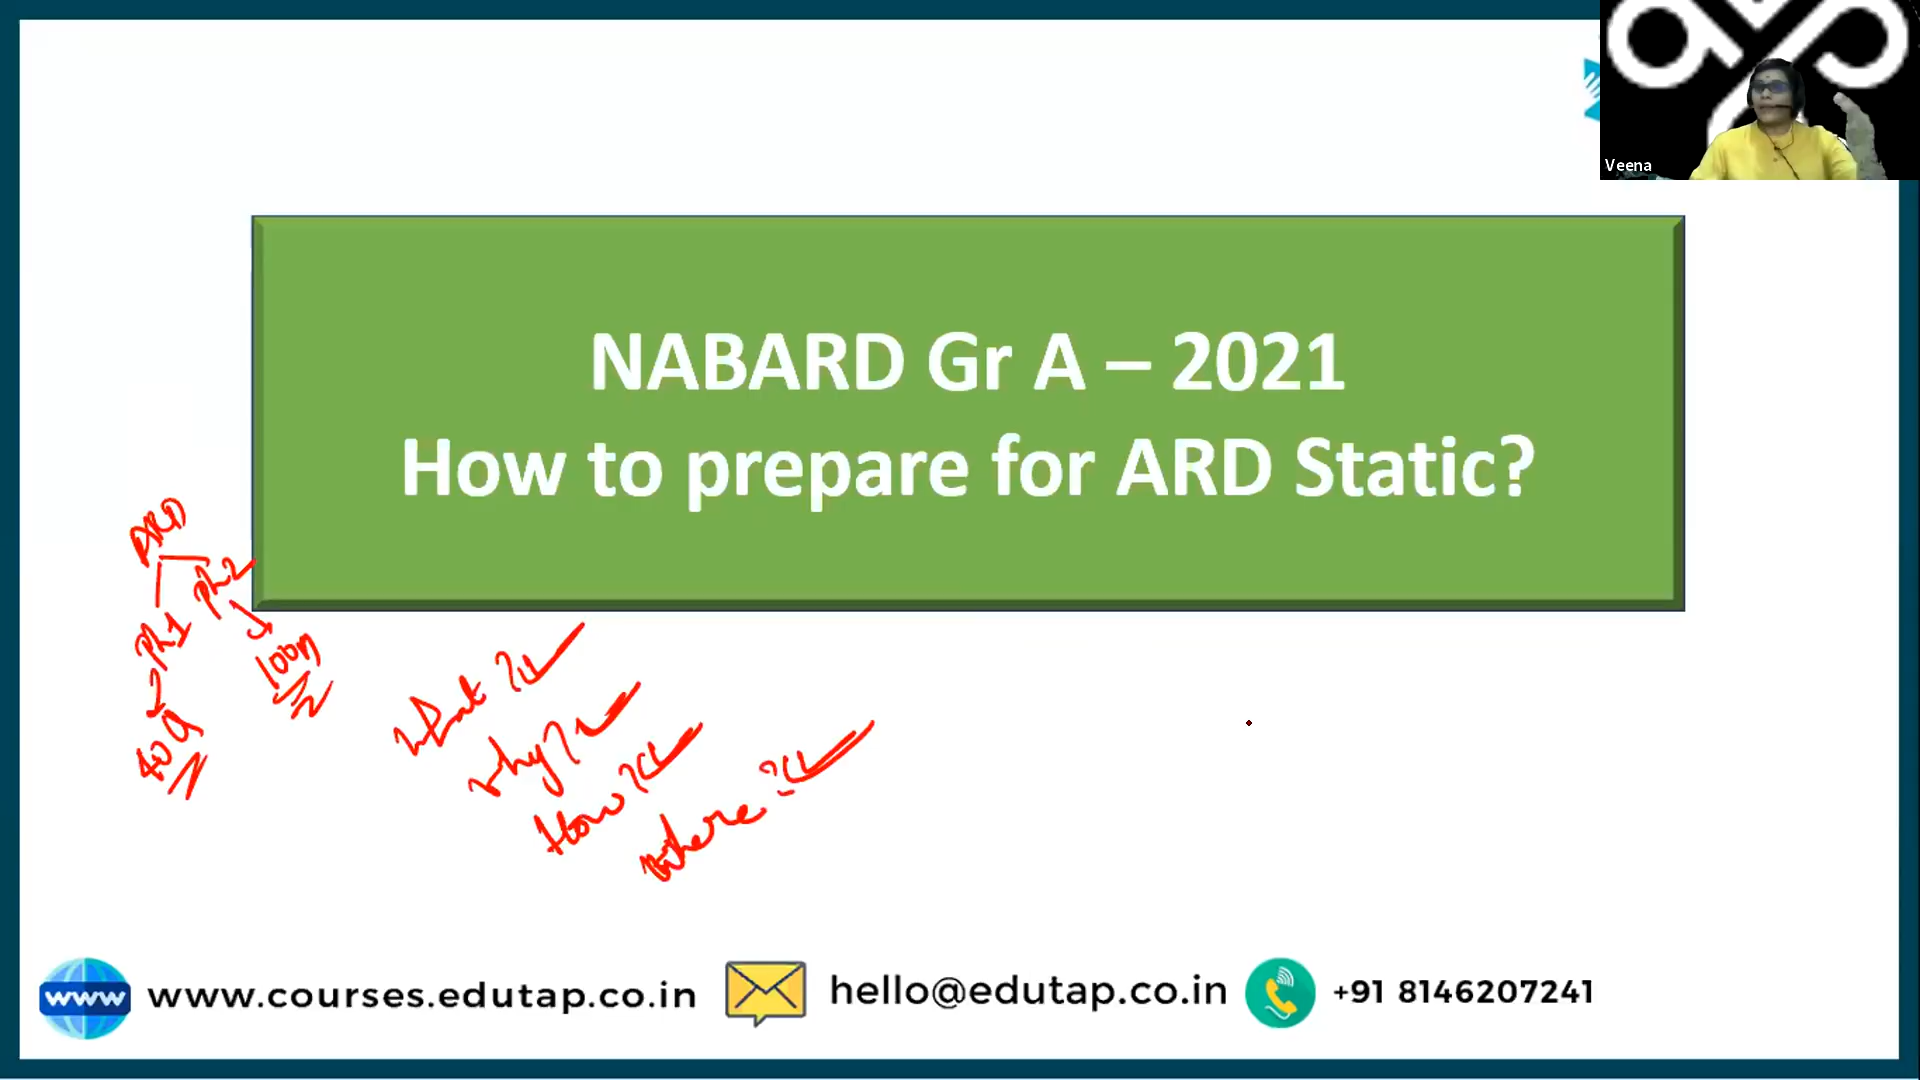 Veena
NABARD Gr A – 2021
How to prepare for ARD Static?
ARD
Ph1 Ph2
40Q
100m
What?
Why?
How?
Where?
www.courses.edutap.co.in
hello@edutap.co.in
+91 8146207241